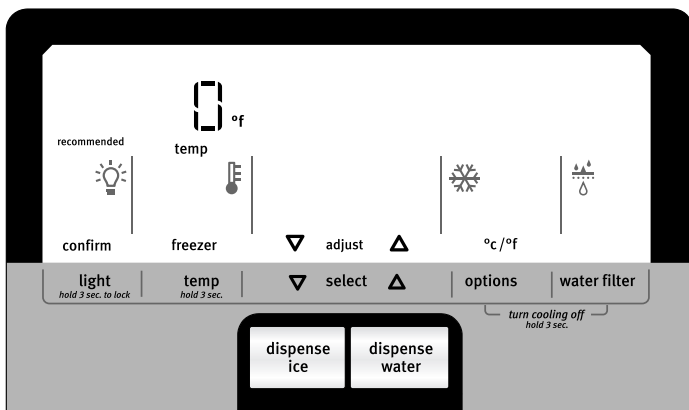 0 °f
recommended
temp
confirm freezer adjust °c/°f
light temp select options water filter
hold 3 sec. to lock hold 3 sec.
turn cooling off
hold 3 sec.
dispense ice
dispense water